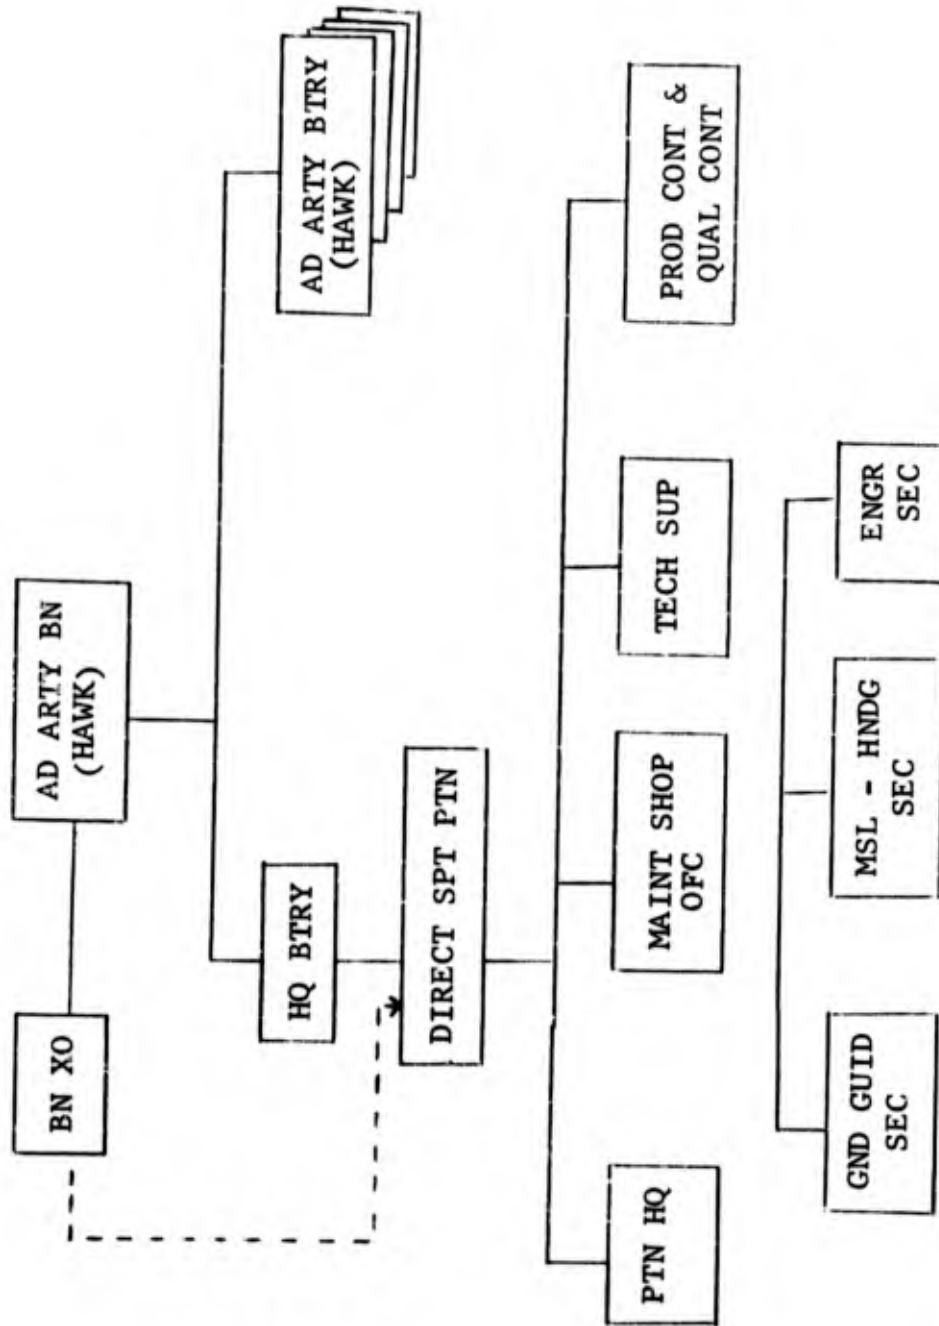 BN XO
AD ARTY BN
(HAWK)
HQ BTRY
AD ARTY BTRY
(HAWK)
DIRECT SPT PTN
PTN HQ
MAINT SHOP
OFC
TECH SUP
PROD CONT &
QUAL CONT
GND GUID
SEC
MSL - HNDG
SEC
ENGR
SEC